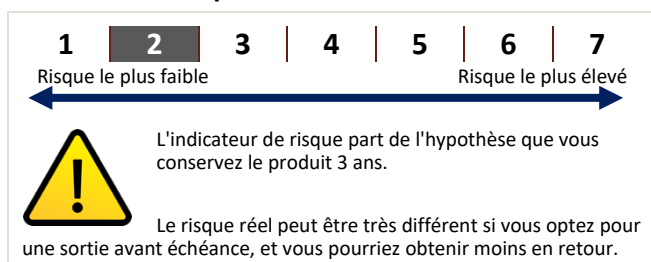 1 2 3 4 5 6 7
Risque le plus faible Risque le plus élevé
L'indicateur de risque part de l'hypothèse que vous
conservez le produit 3 ans.
Le risque réel peut être très différent si vous optez pour
une sortie avant échéance, et vous pourriez obtenir moins en retour.